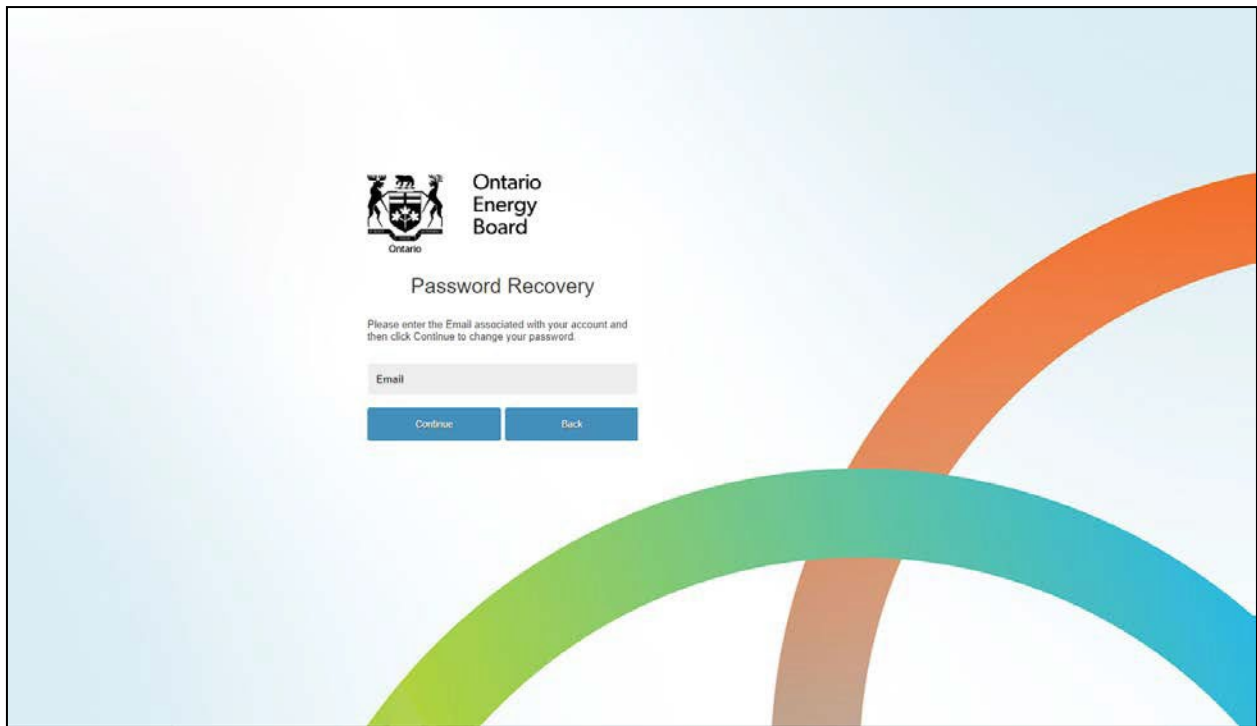 Ontario
Energy
Board
Ontario
Password Recovery
Please enter the Email associated with your account and
then click Continue to change your password.
Email
Continue Back